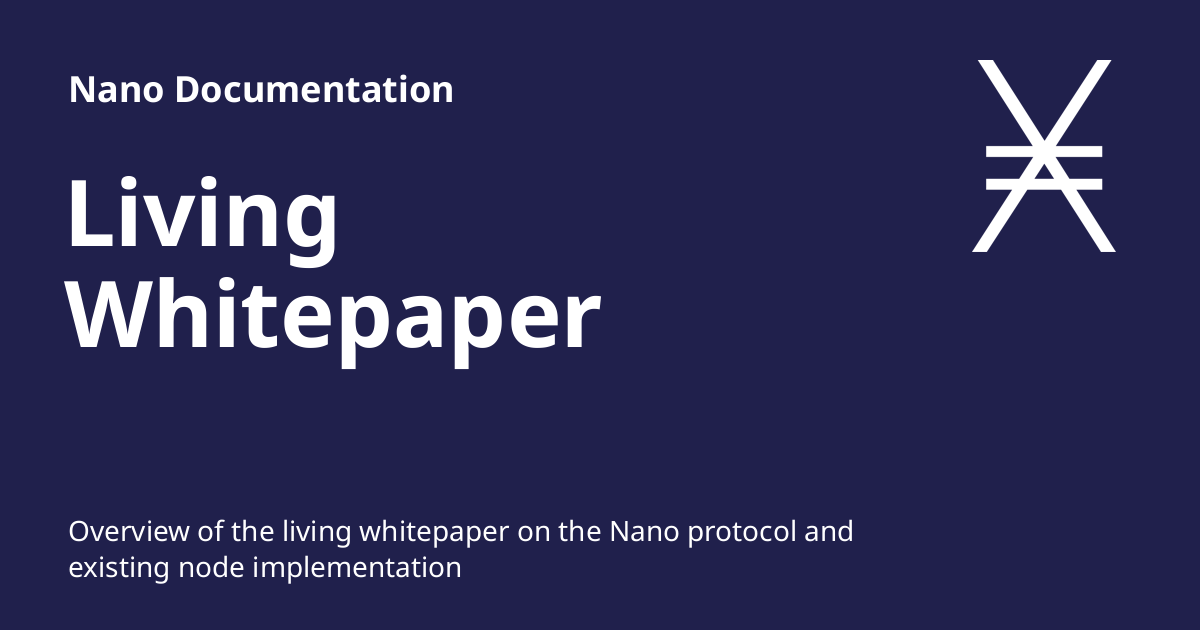 Nano Documentation
Living
Whitepaper
Overview of the living whitepaper on the Nano protocol and
existing node implementation